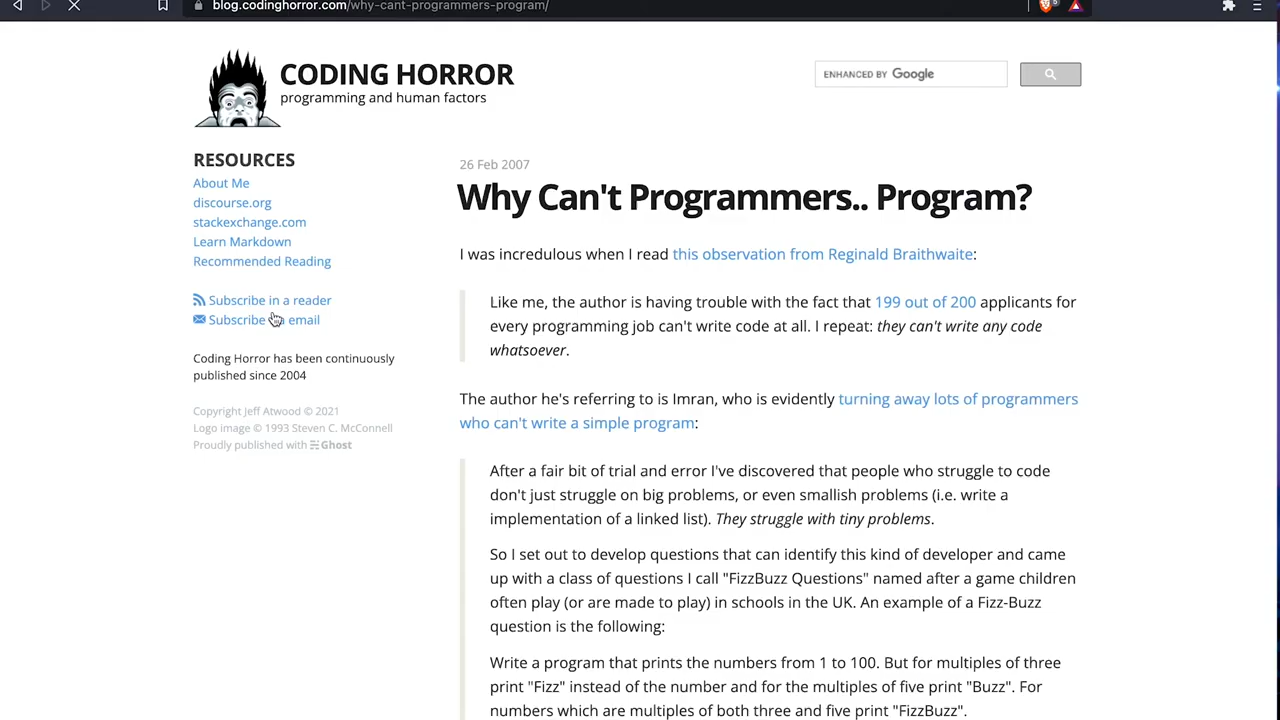 blog.codinghorror.com/why-cant-programmers-program/
CODING HORROR
programming and human factors
ENHANCED BY Google
RESOURCES
About Me
discourse.org
stackexchange.com
Learn Markdown
Recommended Reading
Subscribe in a reader
Subscribe email
Coding Horror has been continuously
published since 2004
Copyright Jeff Atwood © 2021
Logo image © 1993 Steven C. McConnell
Proudly published with Ghost
26 Feb 2007
Why Can't Programmers.. Program?
I was incredulous when I read this observation from Reginald Braithwaite:
Like me, the author is having trouble with the fact that 199 out of 200 applicants for
every programming job can't write code at all. I repeat: they can't write any code
whatsoever.
The author he's referring to is Imran, who is evidently turning away lots of programmers
who can't write a simple program:
After a fair bit of trial and error I've discovered that people who struggle to code
don't just struggle on big problems, or even smallish problems (i.e. write a
implementation of a linked list). They struggle with tiny problems.
So I set out to develop questions that can identify this kind of developer and came
up with a class of questions I call "FizzBuzz Questions" named after a game children
often play (or are made to play) in schools in the UK. An example of a Fizz-Buzz
question is the following:
Write a program that prints the numbers from 1 to 100. But for multiples of three
print "Fizz" instead of the number and for the multiples of five print "Buzz". For
numbers which are multiples of both three and five print "FizzBuzz".